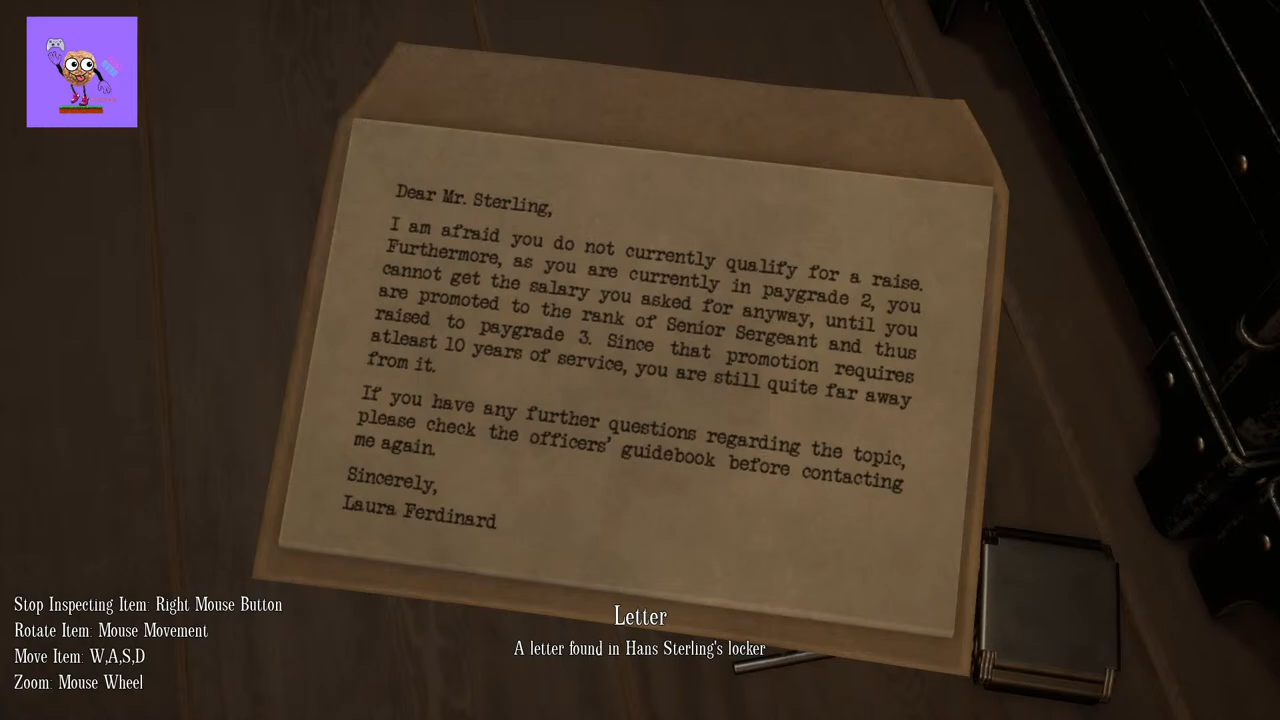 Dear Mr. Sterling,
I am afraid you do not currently qualify for a raise.
Furthermore, as you are currently in paygrade 2, you
cannot get the salary you asked for anyway, until you
are promoted to the rank of Senior Sergeant and thus
raised to paygrade 3. Since that promotion requires
atleast 10 years of service, you are still quite far away
from it.
If you have any further questions regarding the topic,
please check the officers' guidebook before contacting
me again.
Sincerely,
Laura Ferdinard
Stop Inspecting Item: Right Mouse Button
Rotate Item: Mouse Movement
Move Item: W,A,S,D
Zoom: Mouse Wheel
Letter
A letter found in Hans Sterling's locker